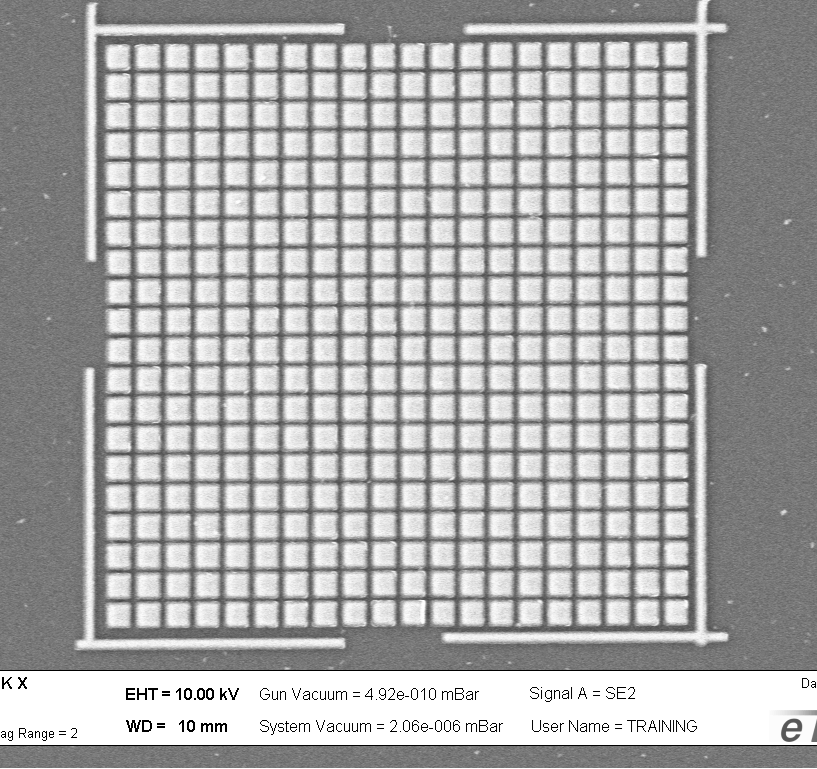 K X
EHT = 10.00 kV Gun Vacuum = 4.92e-010 mBar Signal A = SE2
ag Range = 2 WD = 10 mm System Vacuum = 2.06e-006 mBar User Name = TRAINING